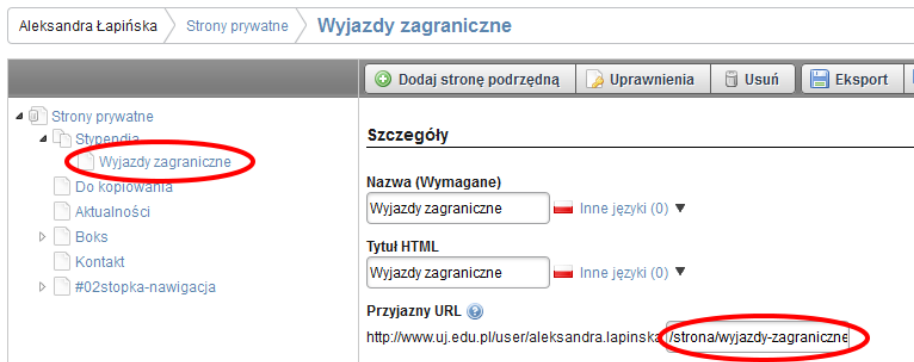 Aleksandra Łapińska Strony prywatne Wyjazdy zagraniczne
Dodaj stronę podrzędną Uprawnienia Usuń Eksport
Strony prywatne
Stypendia
Wyjazdy zagraniczne
Do kopiowania
Aktualności
Boks
Kontakt
#02stopka-nawigacja
Szczegóły
Nazwa (Wymagane)
Wyjazdy zagraniczne Inne języki (0)
Tytuł HTML
Wyjazdy zagraniczne Inne języki (0)
Przyjazny URL
http://www.uj.edu.pl/user/aleksandra.lapinska /strona/wyjazdy-zagraniczne